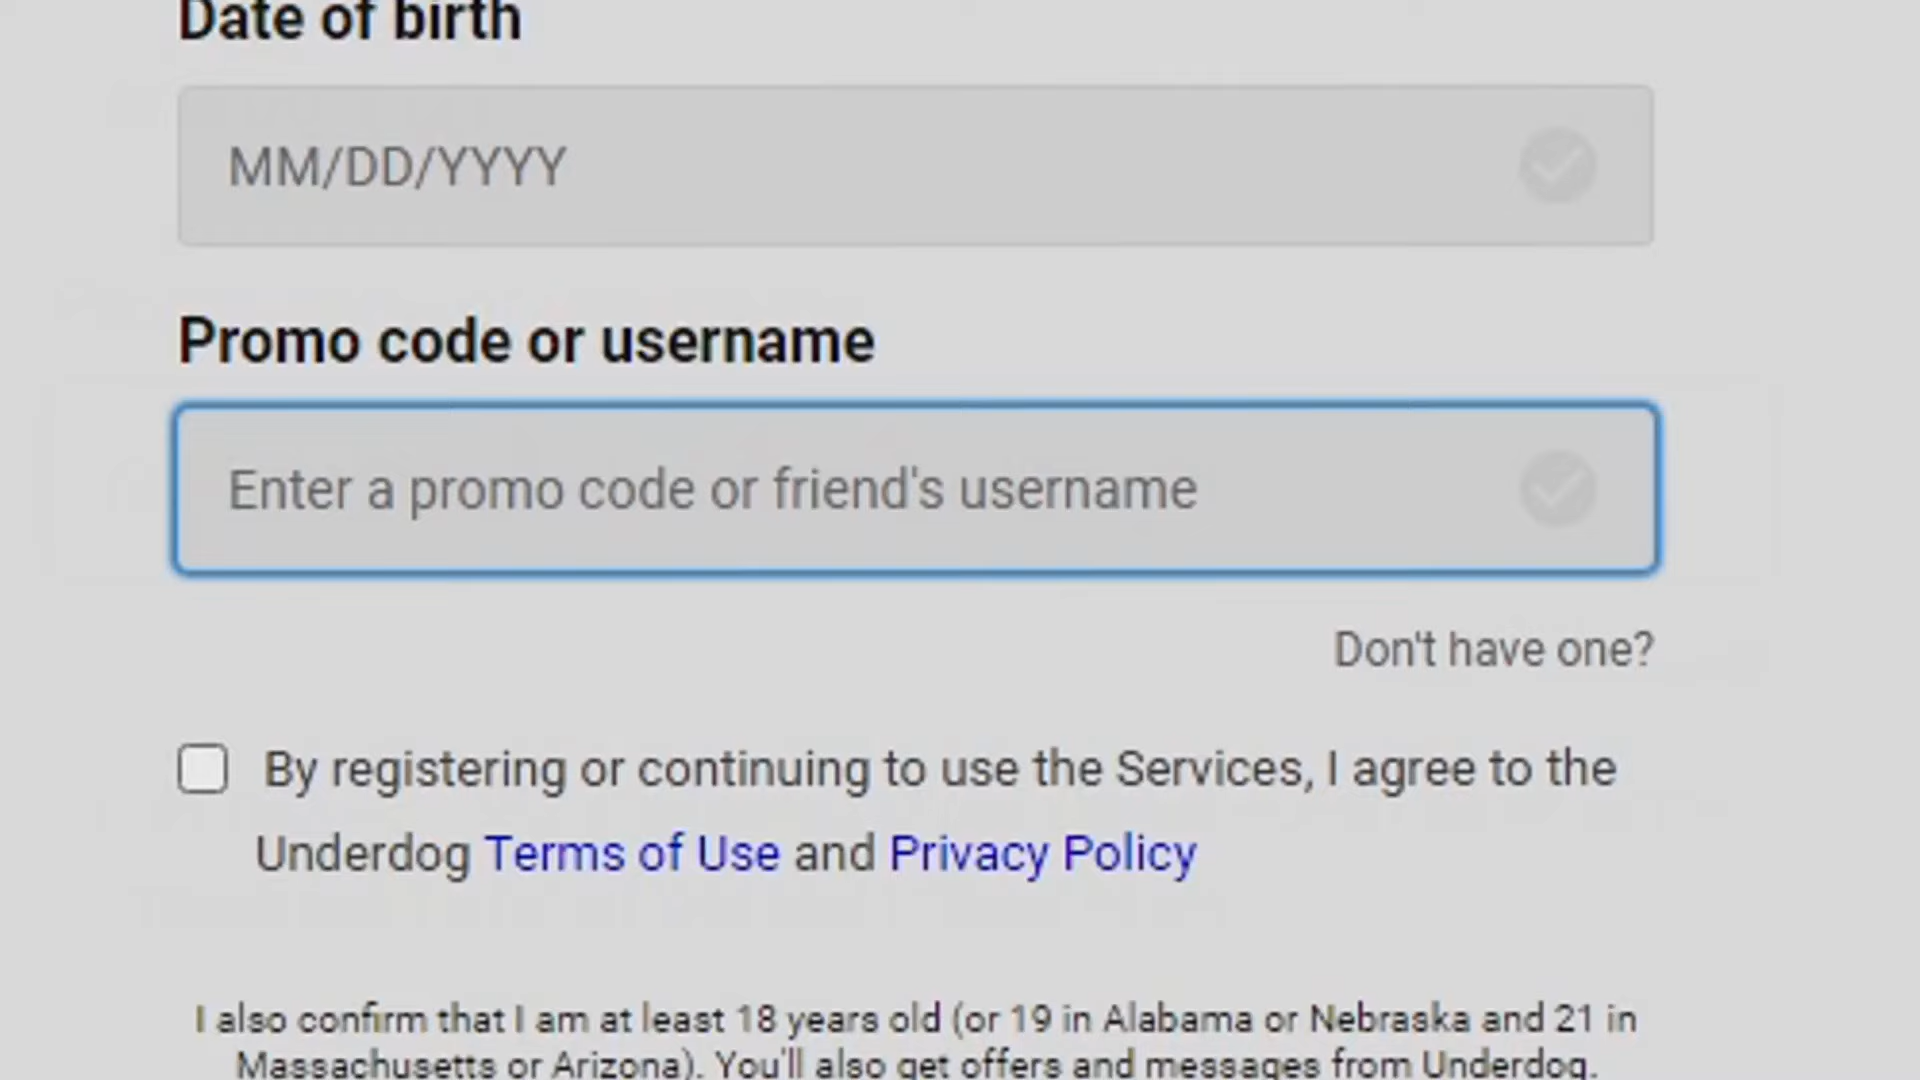 Date of birth
MM/DD/YYYY
Promo code or username
Enter a promo code or friend's username
Don't have one?
By registering or continuing to use the Services, I agree to the
Underdog Terms of Use and Privacy Policy
I also confirm that I am at least 18 years old (or 19 in Alabama or Nebraska and 21 in
Massachusetts or Arizona). You'll also get offers and messages from Underdog.